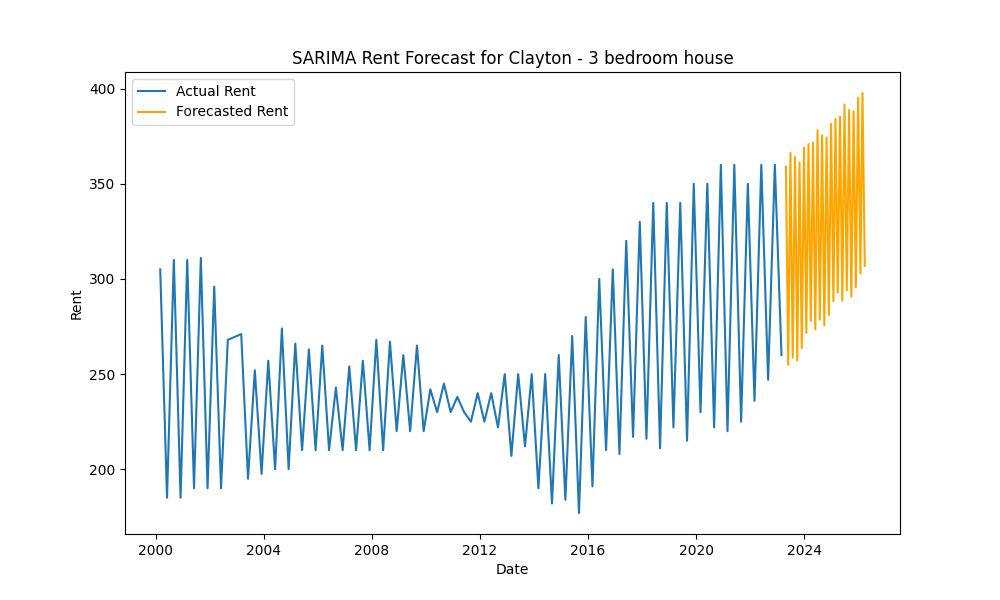 SARIMA Rent Forecast for Clayton - 3 bedroom house
Actual Rent
Forecasted Rent
400
350
300
250
200
Rent
2000 2004 2008 2012 2016 2020 2024
Date